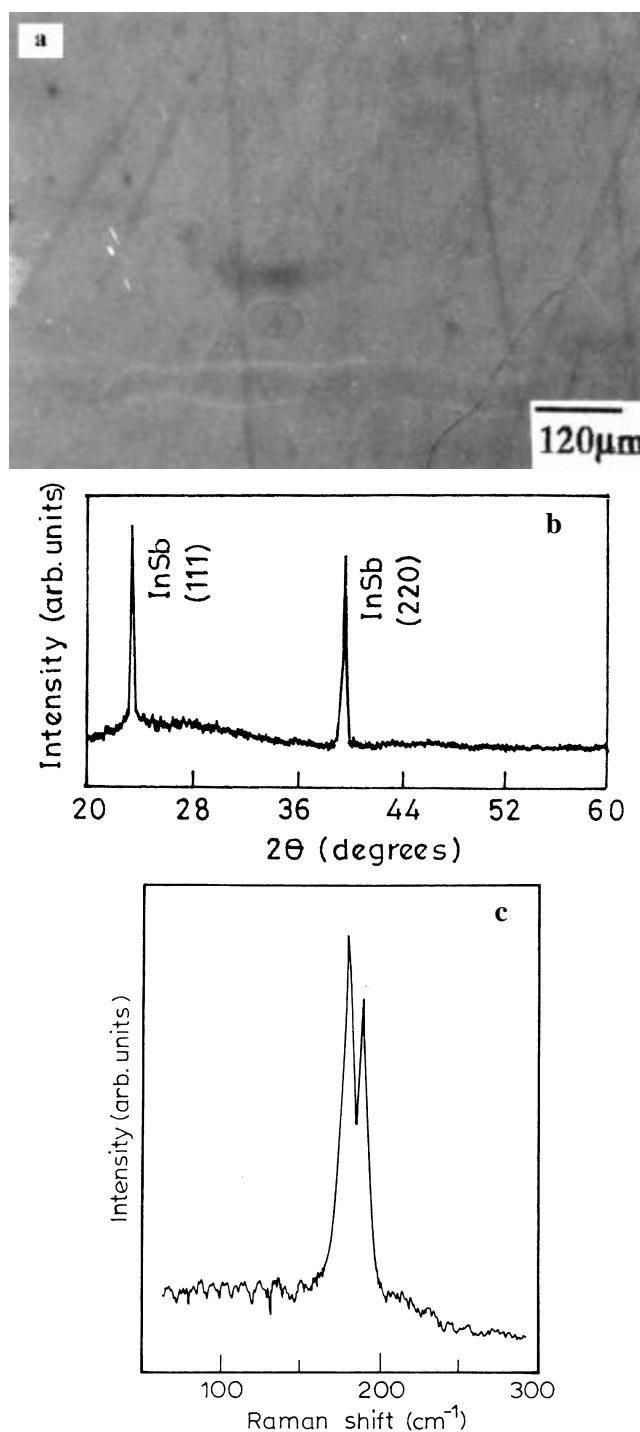 a
120μm
b
Intensity (arb. units)
InSb
(111)
InSb
(220)
20 28 36 44 52 60
2θ (degrees)
c
Intensity (arb. units)
100 200 300
Raman shift (cm⁻¹)